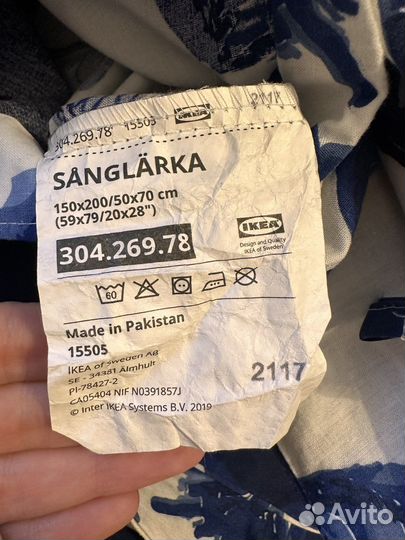 304.269.78 15505 IKEA
SÅNGLÄRKA
150x200/50x70 cm
(59x79/20x28")
304.269.78
IKEA
Design and Quality
IKEA of Sweden
60
Made in Pakistan
15505
IKEA of Sweden AB
SE - 34381 Älmhult
PI-78427-2
CA05404 NIF N0391857J
© Inter IKEA Systems B.V. 2019
2117
Avito